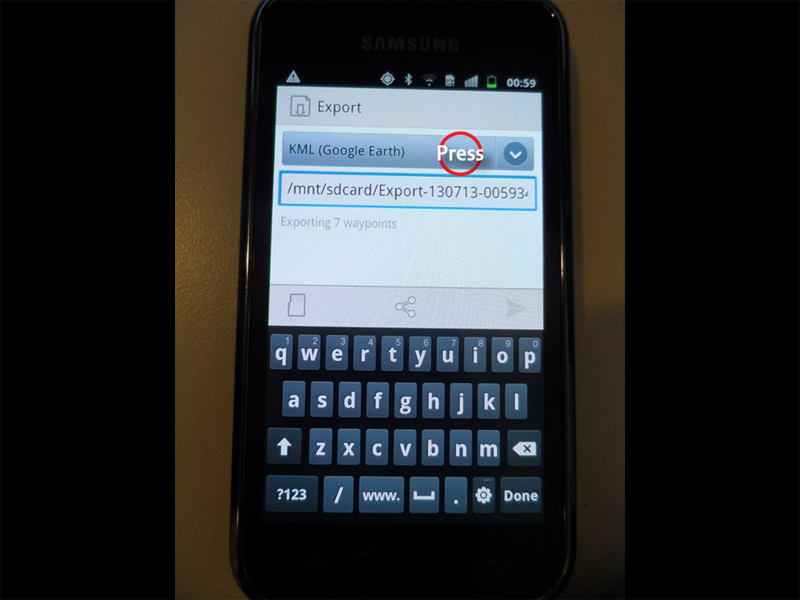 SAMSUNG
00:59
Export
KML (Google Earth) Press
/mnt/sdcard/Export-130713-005934
Exporting 7 waypoints
1 2 3 4 5 6 7 8 9 0
q w e r t y u i o p
a s d f g h j k l
z x c v b n m
?123 / www. . Done